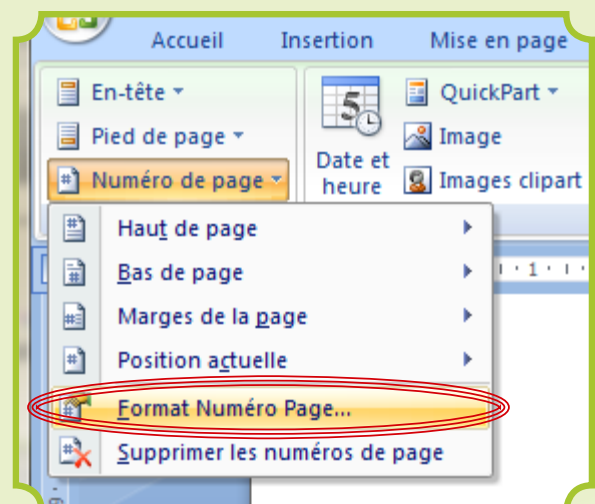 Accueil Insertion Mise en page
En-tête
Pied de page
Numéro de page
5
Date et
heure
QuickPart
Image
Images clipart
Haut de page
Bas de page
1
Marges de la page
Position actuelle
Format Numéro Page...
Supprimer les numéros de page